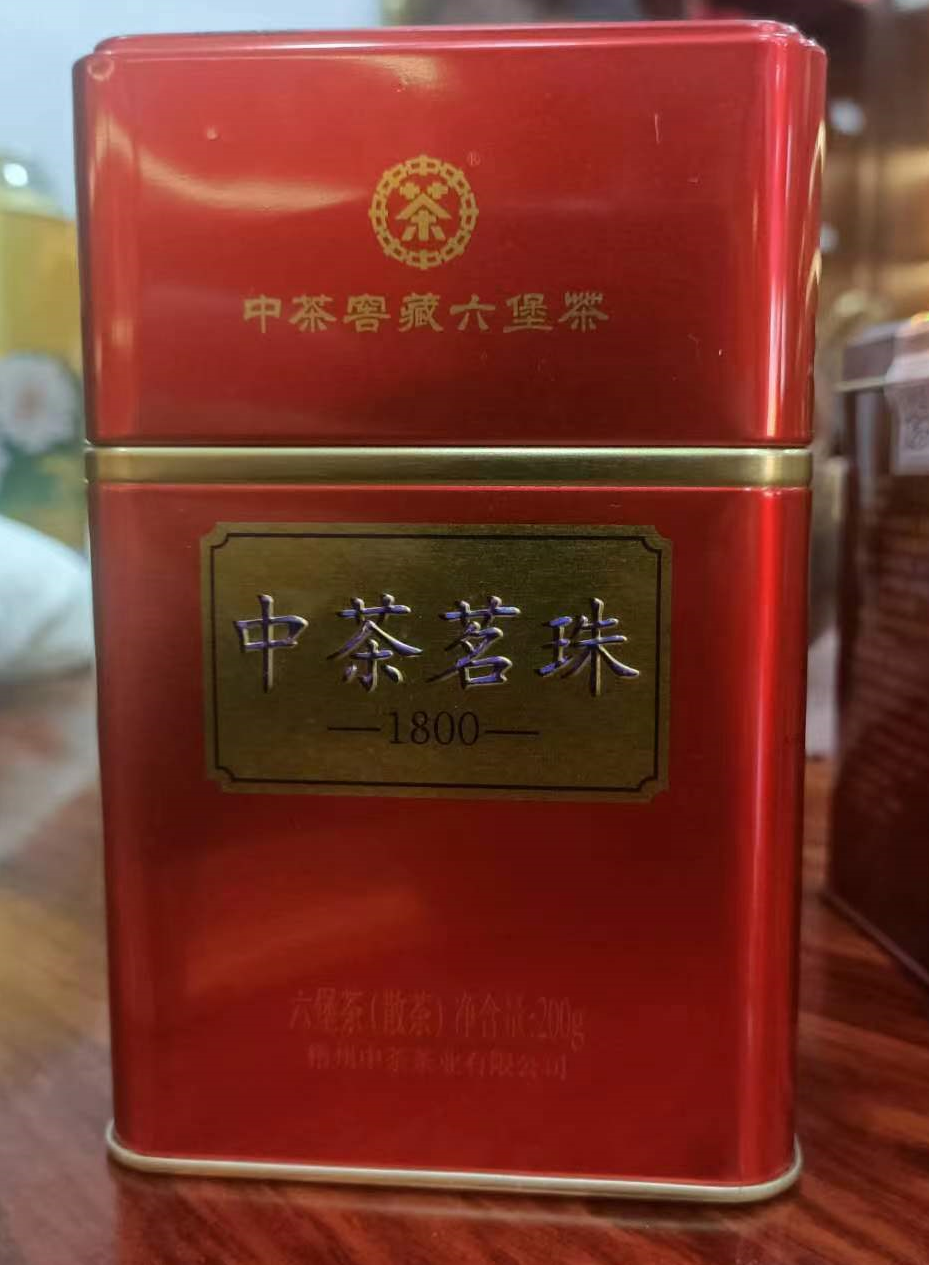 茶
®
中茶窖藏六堡茶
中茶茗珠
—1800—
六堡茶(散茶) 净含量:200g
梧州中茶茶业有限公司